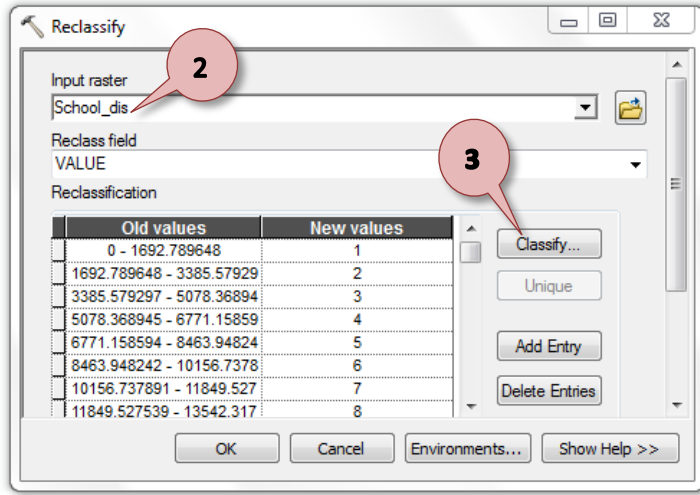 Reclassify
2
Input raster
School_dis
Reclass field
3
VALUE
Reclassification
Old values New values
0 - 1692.789648 1
Classify...
1692.789648 - 3385.57929 2
Unique
3385.579297 - 5078.36894 3
5078.368945 - 6771.15859 4
6771.158594 - 8463.94824 5
Add Entry
8463.948242 - 10156.7378 6
10156.737891 - 11849.527 7
Delete Entries
11849.527539 - 13542.317 8
OK Cancel Environments... Show Help >>